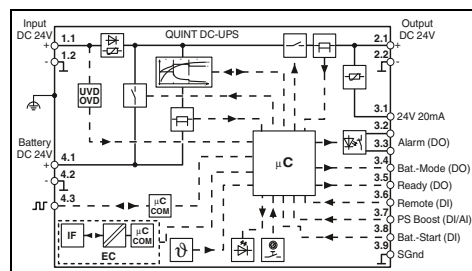 Input
DC 24V
QUINT DC-UPS
Output
DC 24V
+ 1.1
- 1.2
2.1 +
2.2 -
UVD
OVD
3.1
24V 20mA
3.2
3.3
Alarm (DO)
Battery
DC 24V
+ 4.1
- 4.2
4.3
µC
3.4
Bat.-Mode (DO)
3.5
Ready (DO)
3.6
Remote (DI)
3.7
PS Boost (DI/AI)
3.8
Bat.-Start (DI)
3.9
SGnd
µC
COM
IF
µC
COM
EC
ϑ